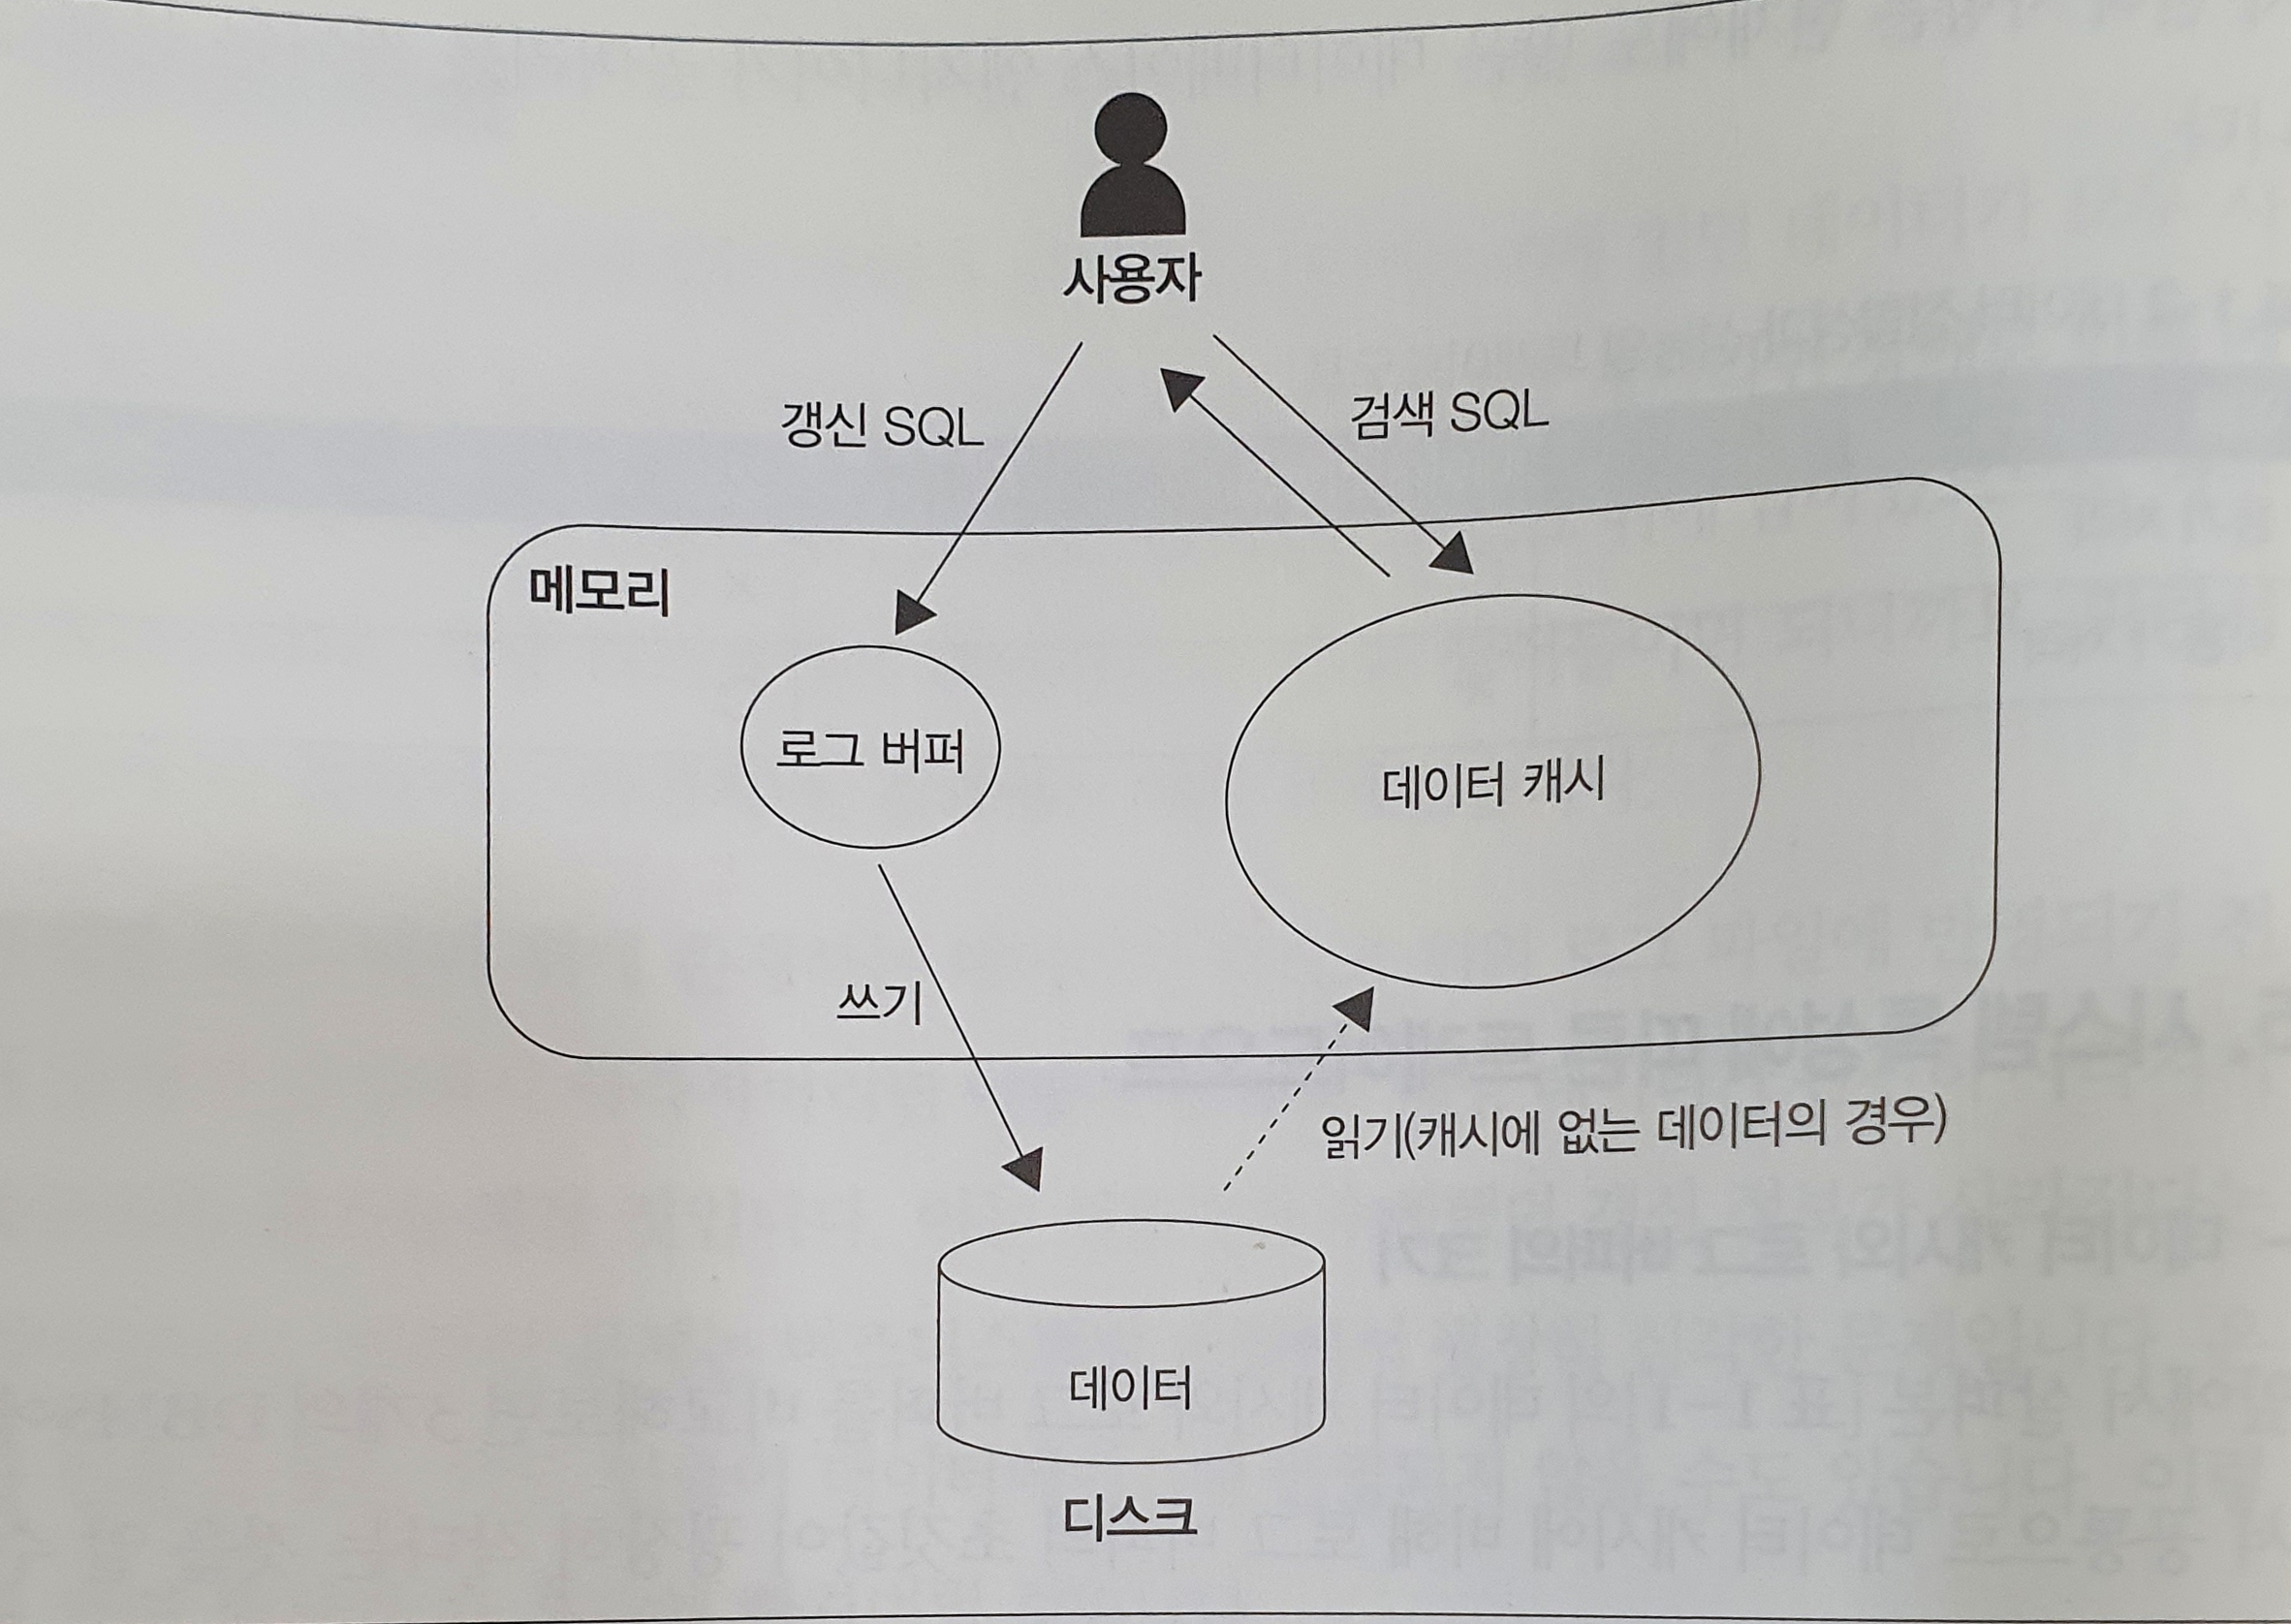 사용자
갱신 SQL
검색 SQL
메모리
로그 버퍼
데이터 캐시
쓰기
읽기(캐시에 없는 데이터의 경우)
데이터
디스크